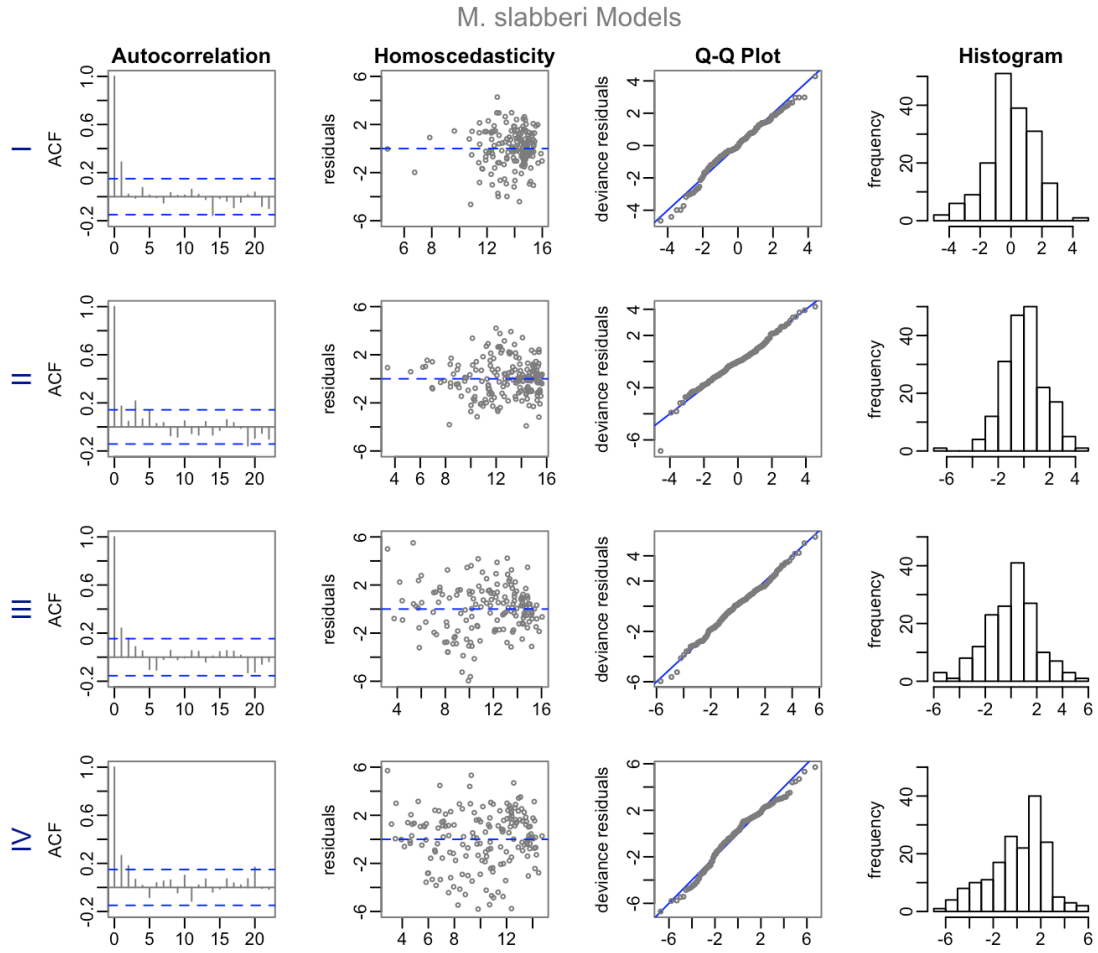 M. slabberi Models
Autocorrelation Homoscedasticity Q-Q Plot Histogram
I
ACF
-0.2 0.2 0.6 1.0
0 5 10 15 20
residuals
-6 -2 2 6
6 8 12 16
deviance residuals
-4 -2 0 2 4
-4 -2 0 2 4
frequency
0 20 40
-4 -2 0 2 4
II
ACF
-0.2 0.2 0.6 1.0
0 5 10 15 20
residuals
-6 -2 2 6
4 6 8 12 16
deviance residuals
-6 -2 2 4
-4 -2 0 2 4
frequency
0 20 40
-6 -2 2 4
III
ACF
-0.2 0.2 0.6 1.0
0 5 10 15 20
residuals
-6 -2 2 6
4 8 12 16
deviance residuals
-6 -2 2 4
-6 -2 2 4 6
frequency
0 20 40
-6 -2 2 4 6
IV
ACF
-0.2 0.2 0.6 1.0
0 5 10 15 20
residuals
-6 -2 2 6
4 6 8 12
deviance residuals
-6 -2 2 6
-6 -2 2 6
frequency
0 20 40
-6 -2 2 6